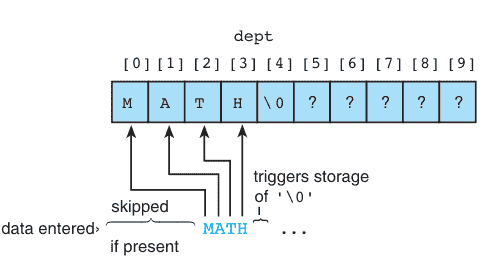 dept
[0] [1] [2] [3] [4] [5] [6] [7] [8] [9]
M A T H \0 ? ? ? ? ?
triggers storage
of '\0'
skipped
data entered› MATH ...
if present